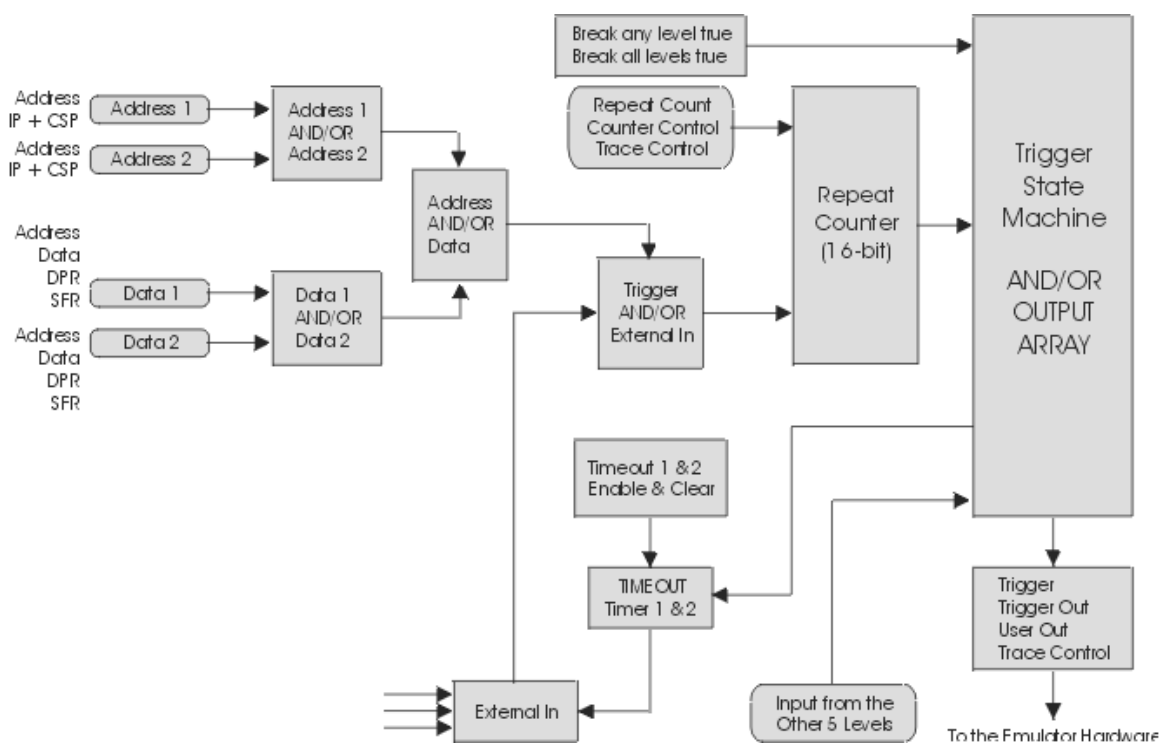 Break any level true
Break all levels true
Address
IP + CSP
Address 1
Address 1
AND/OR
Address 2
Address
IP + CSP
Address 2
Repeat Count
Counter Control
Trace Control
Address
AND/OR
Data
Repeat
Counter
(16-bit)
Trigger
State
Machine
AND/OR
OUTPUT
ARRAY
Address
Data
DPR
SFR
Data 1
Data 1
AND/OR
Data 2
Address
Data
DPR
SFR
Data 2
Trigger
AND/OR
External In
Timeout 1 & 2
Enable & Clear
TIMEOUT
Timer 1 & 2
Trigger
Trigger Out
User Out
Trace Control
External In
Input from the
Other 5 Levels
To the Emulator Hardware